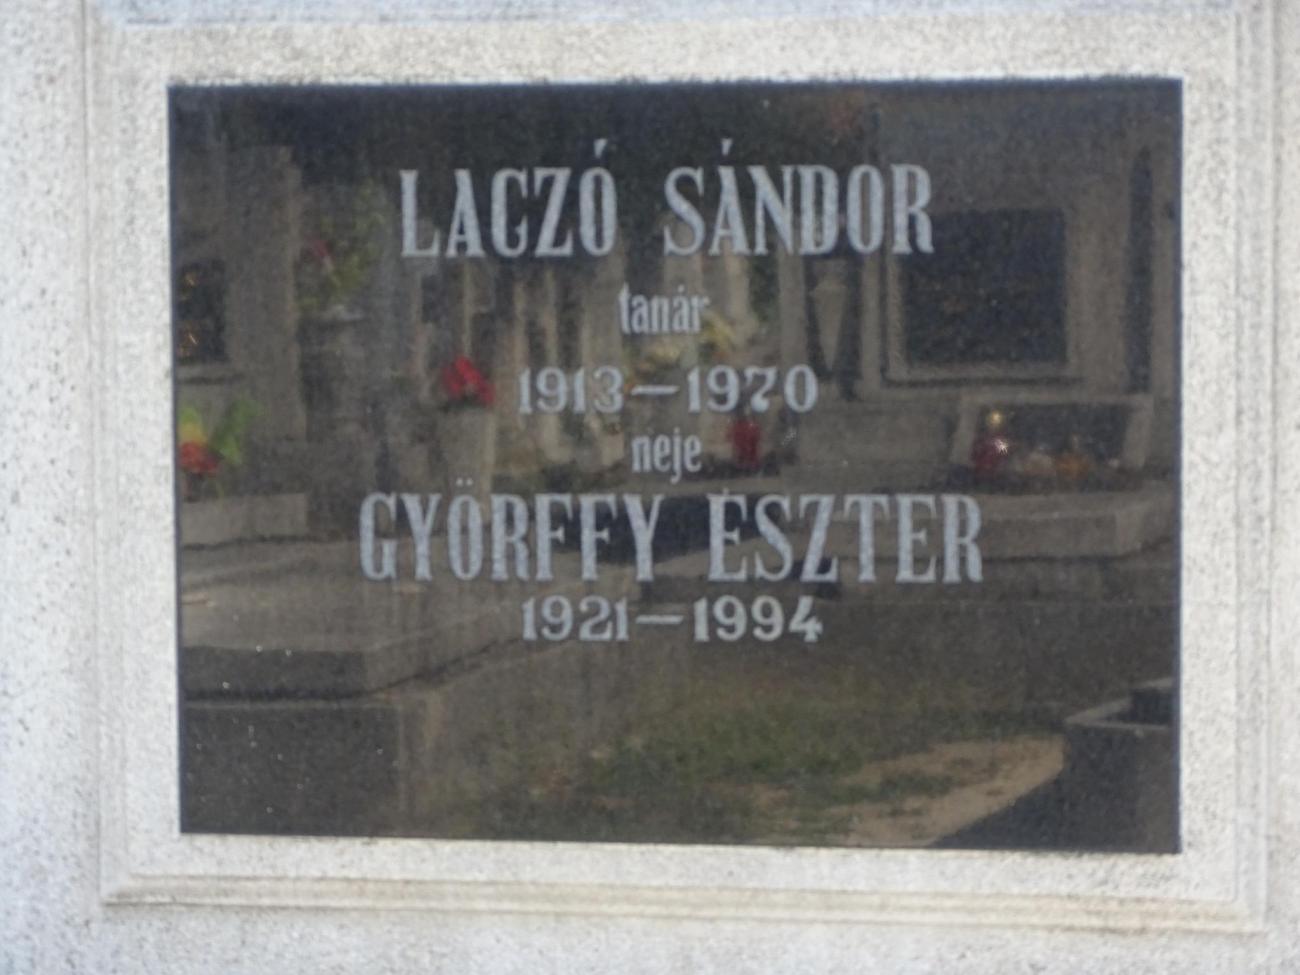 LACZÓ SÁNDOR
tanár
1913-1970
neje
GYÖRFFY ESZTER
1921-1994